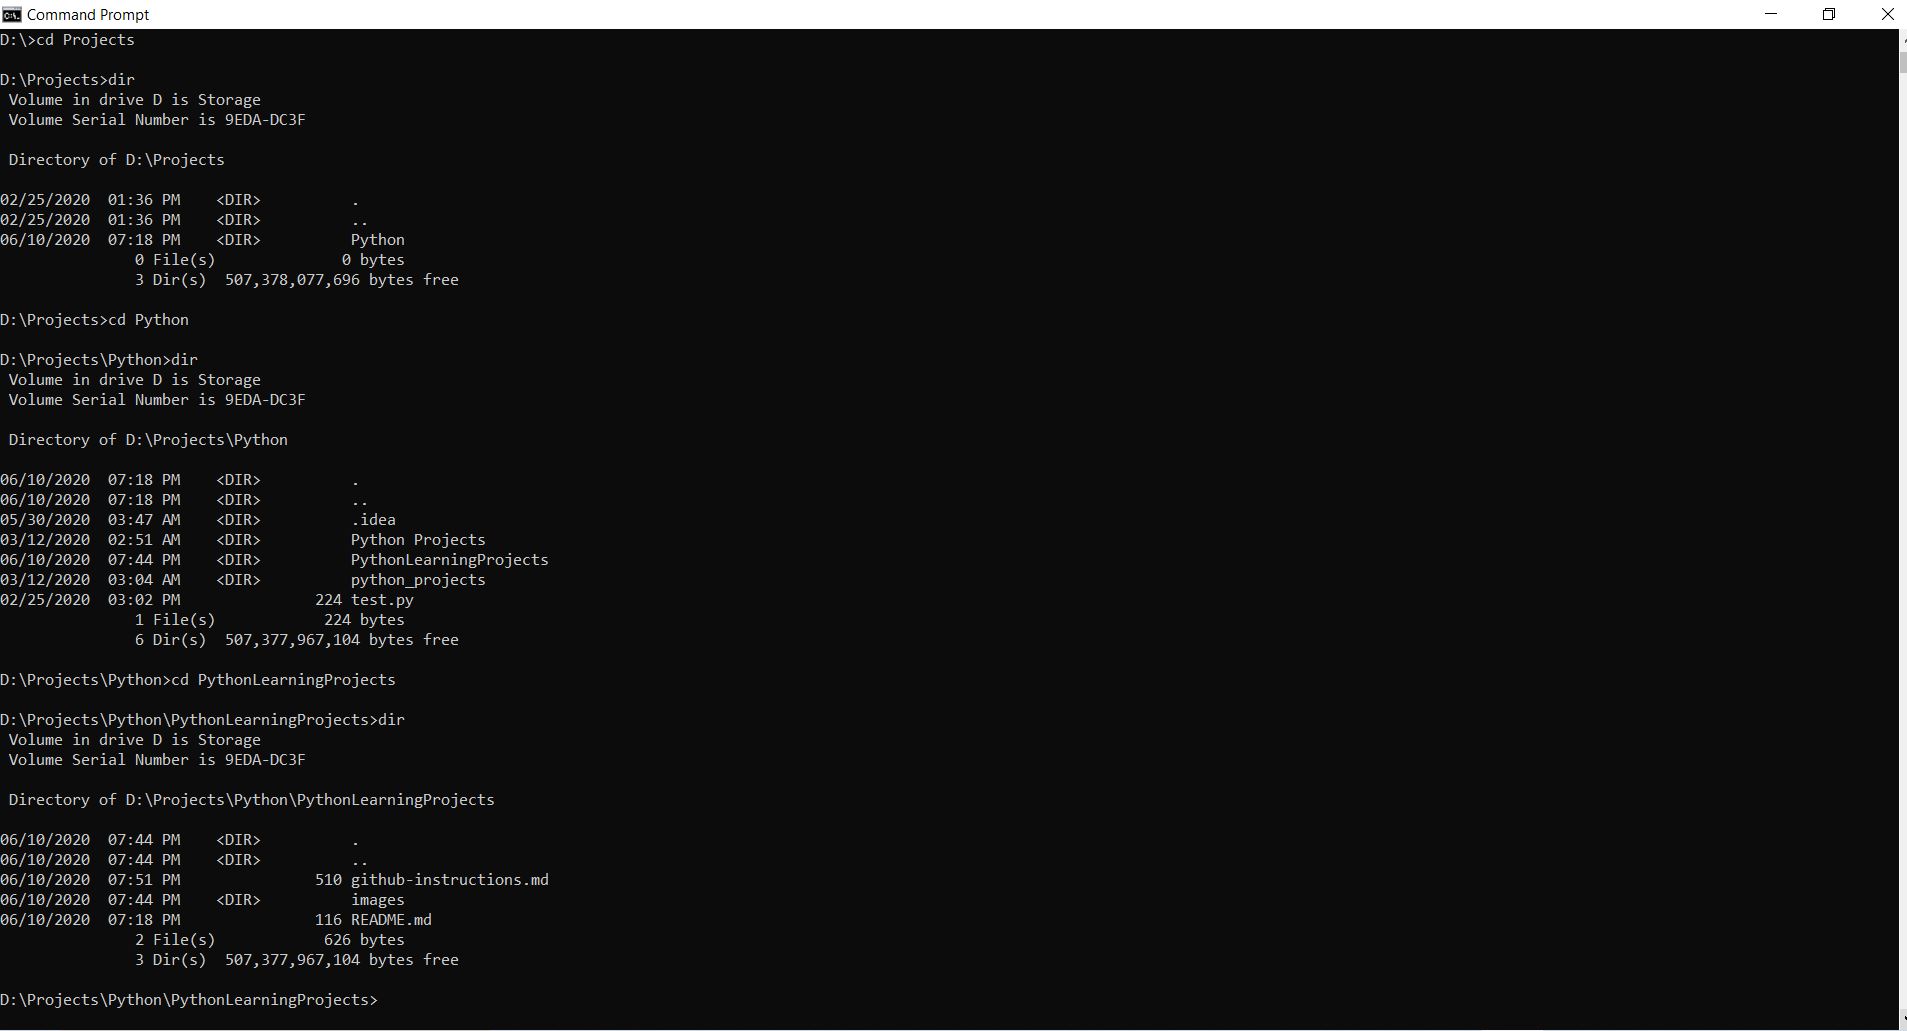 Command Prompt
D:\>cd Projects
D:\Projects>dir
 Volume in drive D is Storage
 Volume Serial Number is 9EDA-DC3F
 Directory of D:\Projects
02/25/2020  01:36 PM    <DIR>          .
02/25/2020  01:36 PM    <DIR>          ..
06/10/2020  07:18 PM    <DIR>          Python
               0 File(s)              0 bytes
               3 Dir(s)  507,378,077,696 bytes free
D:\Projects>cd Python
D:\Projects\Python>dir
 Volume in drive D is Storage
 Volume Serial Number is 9EDA-DC3F
 Directory of D:\Projects\Python
06/10/2020  07:18 PM    <DIR>          .
06/10/2020  07:18 PM    <DIR>          ..
05/30/2020  03:47 AM    <DIR>          .idea
03/12/2020  02:51 AM    <DIR>          Python Projects
06/10/2020  07:44 PM    <DIR>          PythonLearningProjects
03/12/2020  03:04 AM    <DIR>          python_projects
02/25/2020  03:02 PM               224 test.py
               1 File(s)            224 bytes
               6 Dir(s)  507,377,967,104 bytes free
D:\Projects\Python>cd PythonLearningProjects
D:\Projects\Python\PythonLearningProjects>dir
 Volume in drive D is Storage
 Volume Serial Number is 9EDA-DC3F
 Directory of D:\Projects\Python\PythonLearningProjects
06/10/2020  07:44 PM    <DIR>          .
06/10/2020  07:44 PM    <DIR>          ..
06/10/2020  07:51 PM               510 github-instructions.md
06/10/2020  07:44 PM    <DIR>          images
06/10/2020  07:18 PM               116 README.md
               2 File(s)            626 bytes
               3 Dir(s)  507,377,967,104 bytes free
D:\Projects\Python\PythonLearningProjects>